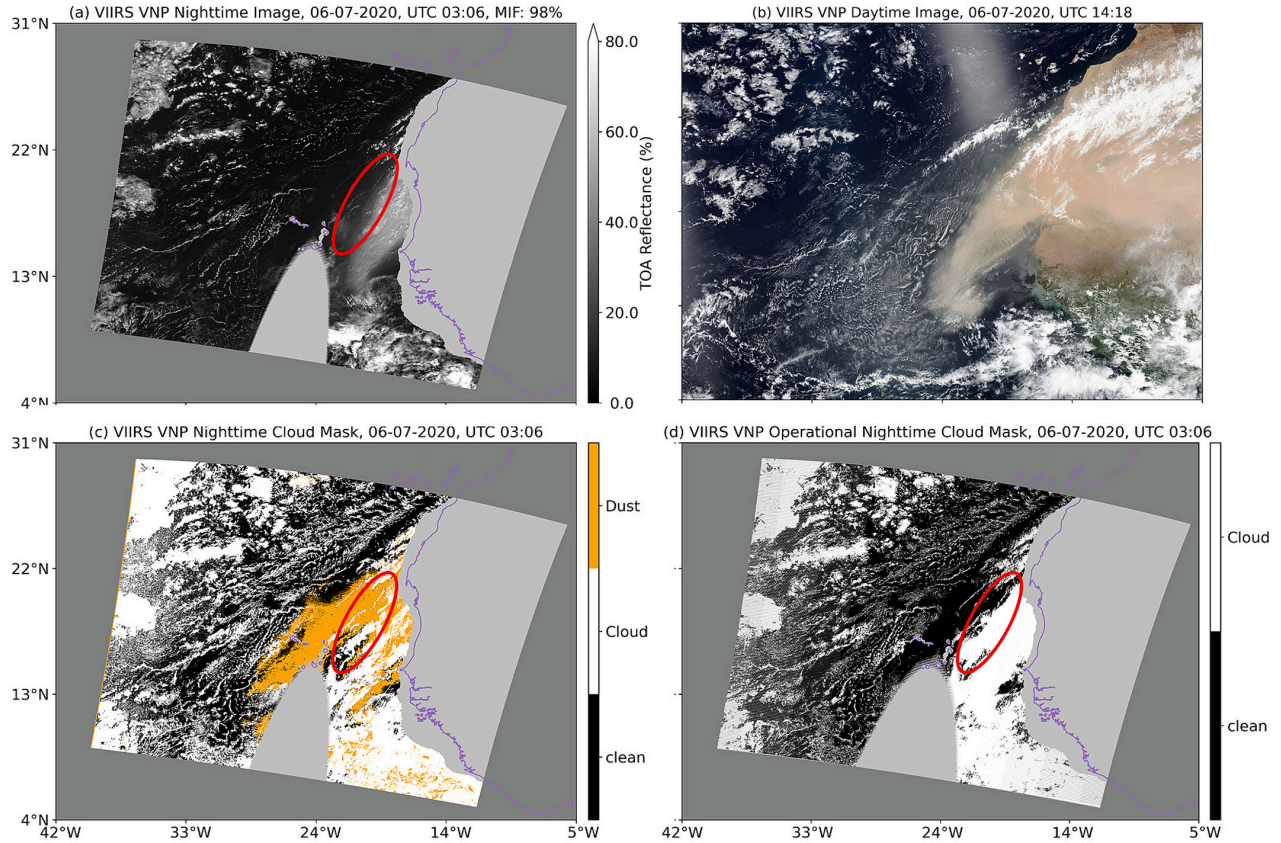 (a) VIIRS VNP Nighttime Image, 06-07-2020, UTC 03:06, MIF: 98%
31°N
22°N
13°N
4°N
80.0
60.0
40.0
20.0
0.0
TOA Reflectance (%)
(b) VIIRS VNP Daytime Image, 06-07-2020, UTC 14:18
(c) VIIRS VNP Nighttime Cloud Mask, 06-07-2020, UTC 03:06
31°N
22°N
13°N
4°N
42°W
33°W
24°W
14°W
5°W
Dust
Cloud
clean
(d) VIIRS VNP Operational Nighttime Cloud Mask, 06-07-2020, UTC 03:06
42°W
33°W
24°W
14°W
5°W
Cloud
clean